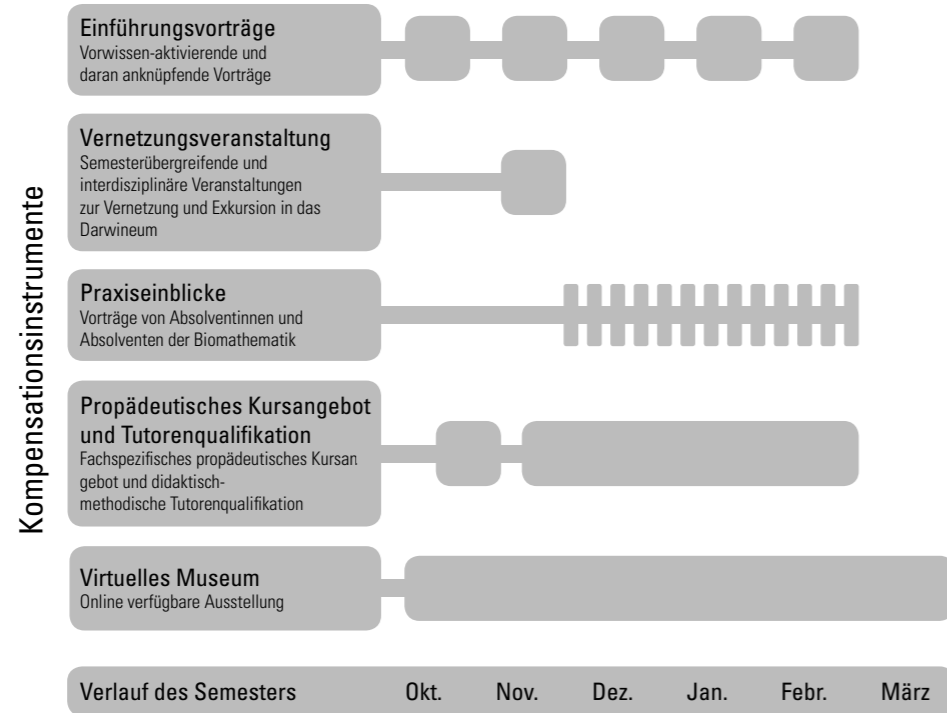 Kompensationsinstrumente
Einführungsvorträge
Vorwissen-aktivierende und
daran anknüpfende Vorträge
Vernetzungsveranstaltung
Semesterübergreifende und
interdisziplinäre Veranstaltungen
zur Vernetzung und Exkursion in das
Darwineum
Praxiseinblicke
Vorträge von Absolventinnen und
Absolventen der Biomathematik
Propädeutisches Kursangebot
und Tutorenqualifikation
Fachspezifisches propädeutisches Kursan
gebot und didaktisch-
methodische Tutorenqualifikation
Virtuelles Museum
Online verfügbare Ausstellung
Verlauf des Semesters Okt. Nov. Dez. Jan. Febr. März